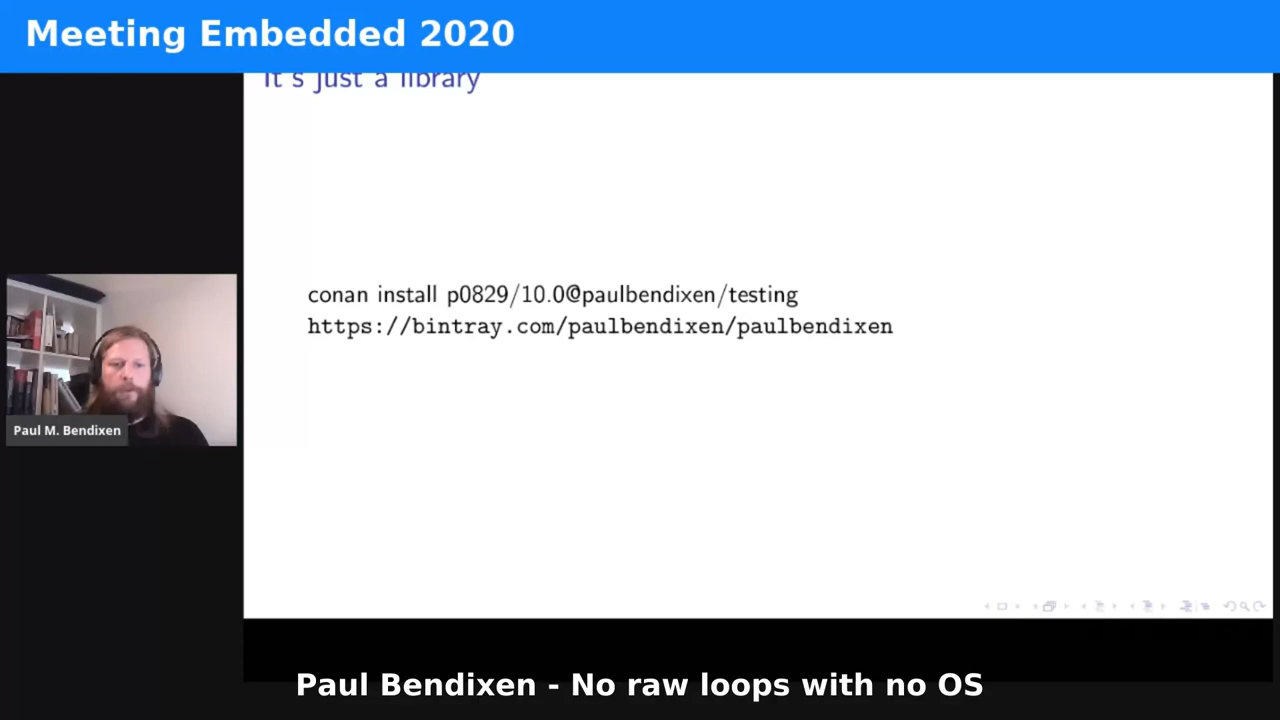 Meeting Embedded 2020
It's just a library
conan install p0829/10.0@paulbendixen/testing
https://bintray.com/paulbendixen/paulbendixen
Paul M. Bendixen
Paul Bendixen - No raw loops with no OS